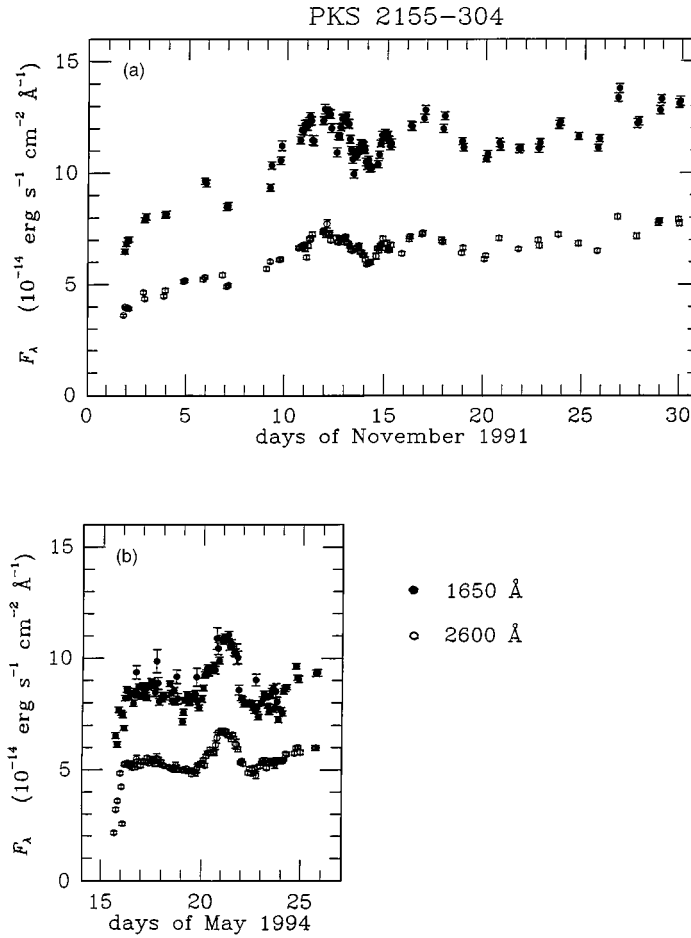 PKS 2155−304
(a)
15
10
5
0
F_λ (10⁻¹⁴ erg s⁻¹ cm⁻² Å⁻¹)
0 5 10 15 20 25 30
days of November 1991
(b)
15
10
5
0
F_λ (10⁻¹⁴ erg s⁻¹ cm⁻² Å⁻¹)
15 20 25
days of May 1994
1650 Å
2600 Å